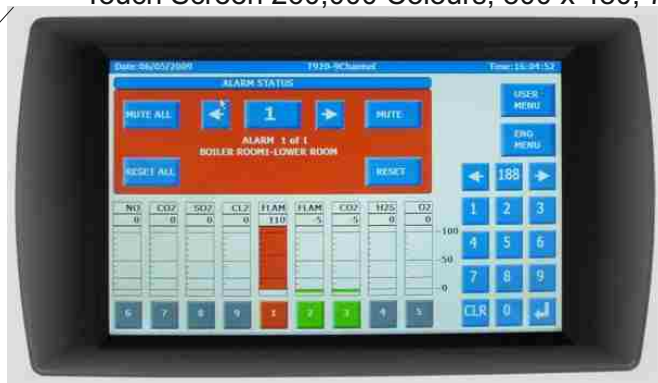 Touch Screen 260,000 Colours, 800 x 480, 7
Date:06/05/2009 T920-9Channel Time:16:04:52
ALARM STATUS
MUTE ALL 1 MUTE
ALARM 1 of 1
BOILER ROOM1-LOWER ROOM
RESET ALL RESET
USER
MENU
ENG
MENU
188
1 2 3
4 5 6
7 8 9
CLR 0
NO CO2 SO2 CL2 FLAM FLAM CO2 H2S O2
0 0 0 0 110 -5 -5 0 0
100
50
0
6 7 8 9 1 2 3 4 5